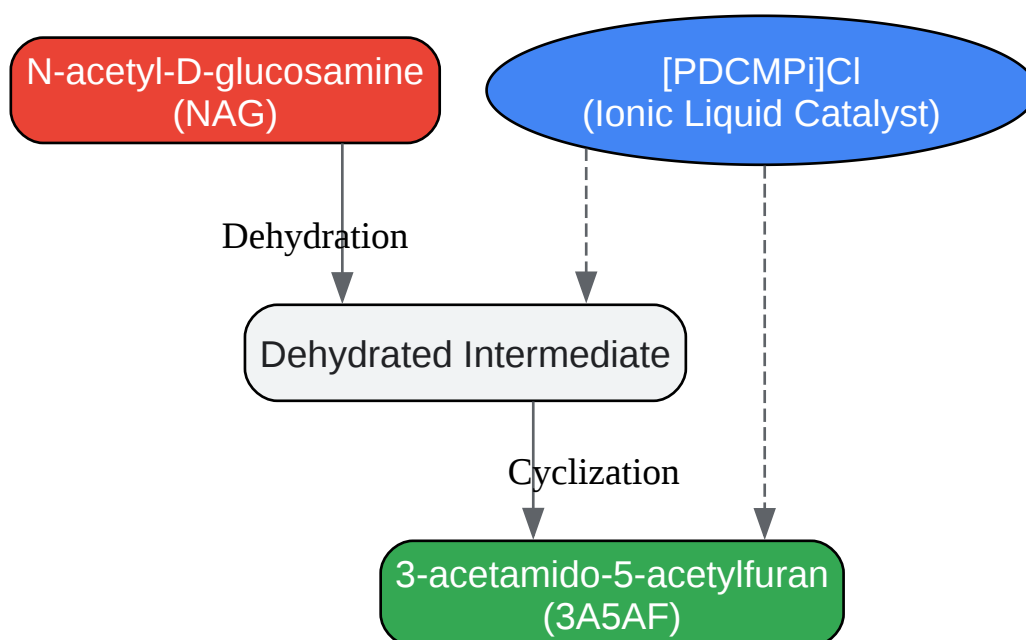 N-acetyl-D-glucosamine
(NAG)
[PDCMPi]Cl
(Ionic Liquid Catalyst)
Dehydration
Dehydrated Intermediate
Cyclization
3-acetamido-5-acetylfuran
(3A5AF)